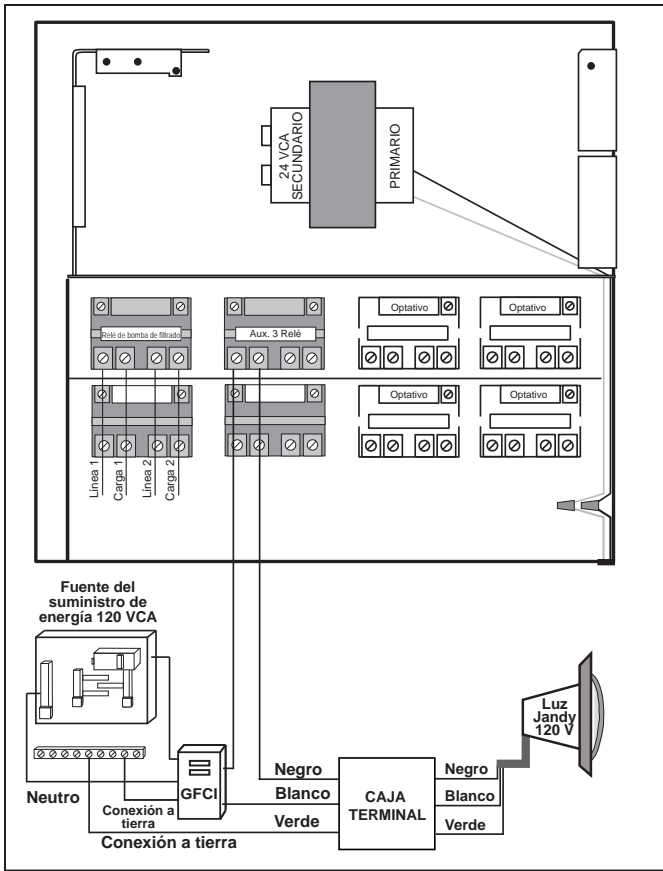 24 VCA
SECUNDARIO
PRIMARIO
Relé de bomba de filtrado
Aux. 3 Relé
Optativo
Optativo
Optativo
Optativo
Línea 1
Carga 1
Línea 2
Carga 2
Fuente del
suministro de
energía 120 VCA
Luz
Jandy
120 V
GFCI
Neutro
Conexión a
tierra
Conexión a tierra
Negro
Blanco
Verde
CAJA
TERMINAL
Negro
Blanco
Verde